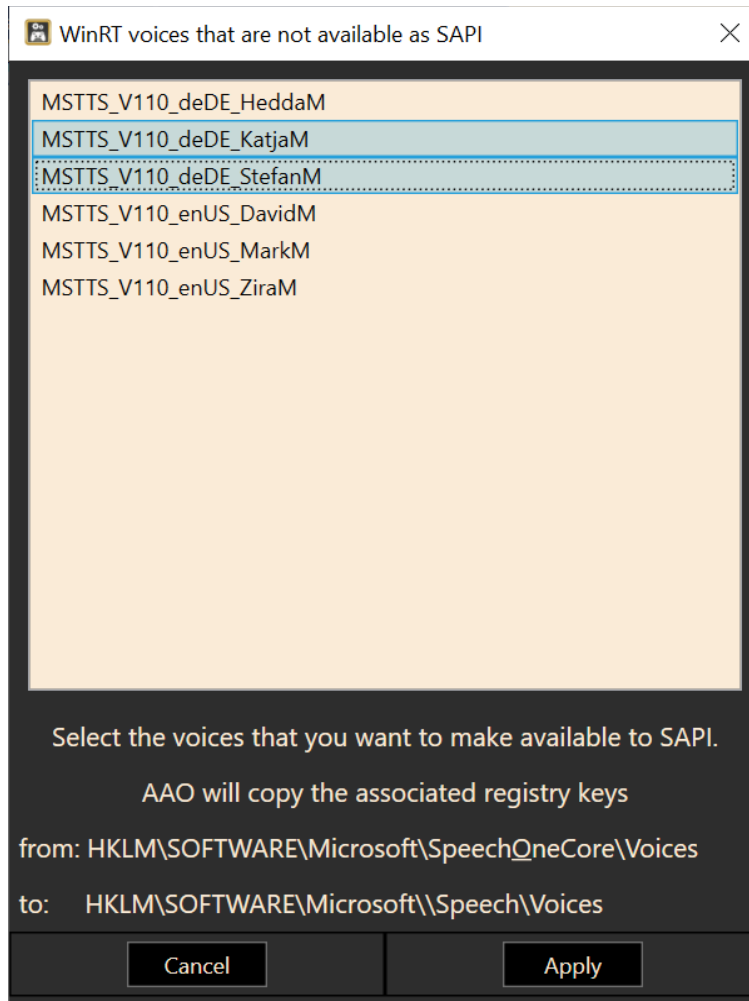 WinRT voices that are not available as SAPI
MSTTS_V110_deDE_HeddaM
MSTTS_V110_deDE_KatjaM
MSTTS_V110_deDE_StefanM
MSTTS_V110_enUS_DavidM
MSTTS_V110_enUS_MarkM
MSTTS_V110_enUS_ZiraM
Select the voices that you want to make available to SAPI.
AAO will copy the associated registry keys
from: HKLM\SOFTWARE\Microsoft\SpeechOneCore\Voices
to: HKLM\SOFTWARE\Microsoft\\Speech\Voices
Cancel Apply